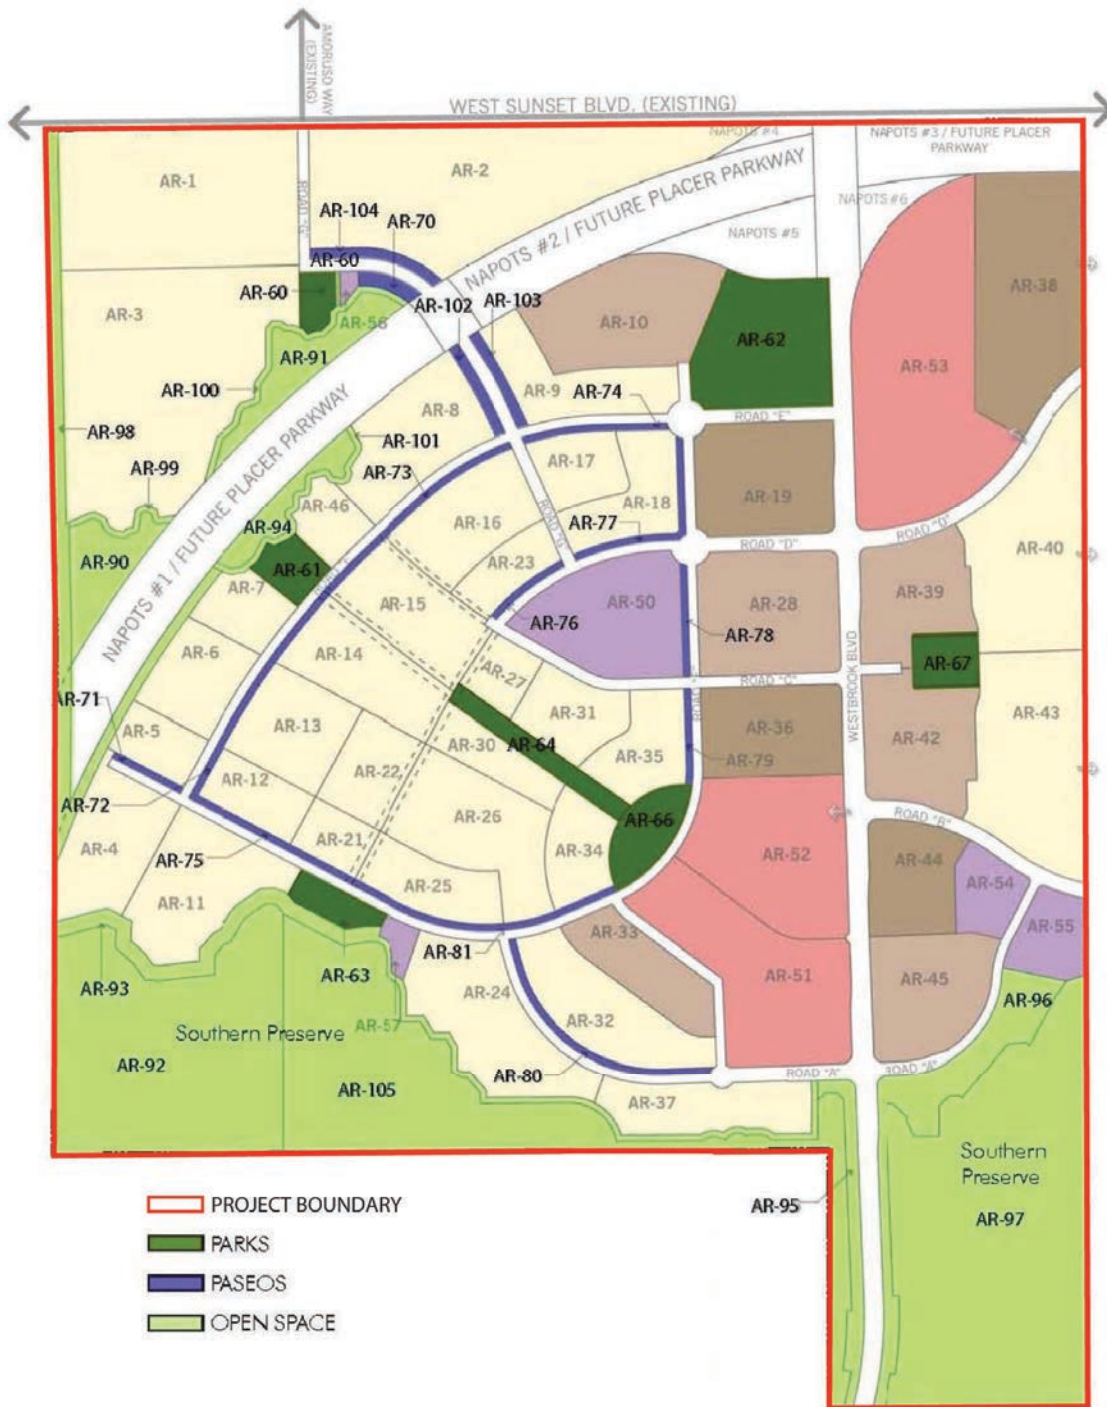 AMORUSO WAY
(EXISTING)
WEST SUNSET BLVD. (EXISTING)
NAPOTS #4
NAPOTS #3 / FUTURE PLACER
PARKWAY
AR-1
AR-2
ROAD "G"
NAPOTS #2 / FUTURE PLACER PARKWAY
NAPOTS #6
NAPOTS #5
AR-104
AR-70
AR-60
AR-60
AR-102
AR-103
AR-38
AR-3
AR-56
AR-10
AR-62
AR-91
AR-53
AR-100
AR-9
AR-74
AR-8
ROAD "E"
AR-98
AR-101
AR-99
AR-73
AR-17
NAPOTS #1 / FUTURE PLACER PARKWAY
AR-46
AR-18
AR-19
AR-94
AR-16
AR-77
ROAD "G"
ROAD "D"
ROAD "D"
AR-90
AR-61
AR-23
AR-40
AR-7
AR-15
AR-50
AR-28
AR-39
AR-76
AR-78
AR-6
AR-14
AR-27
WESTBROOK BLVD
AR-67
ROAD "C"
AR-71
AR-5
AR-13
AR-31
AR-43
AR-30
AR-64
AR-36
AR-42
AR-35
AR-79
AR-12
AR-22
AR-72
AR-26
AR-66
ROAD "B"
AR-4
AR-75
AR-21
AR-34
AR-52
AR-44
AR-25
AR-54
AR-11
AR-33
AR-55
AR-81
AR-93
AR-63
AR-24
AR-51
AR-45
AR-96
Southern Preserve
AR-57
AR-32
AR-92
AR-105
AR-80
ROAD "A"
ROAD "A"
AR-37
Southern
Preserve
AR-95
AR-97
PROJECT BOUNDARY
PARKS
PASEOS
OPEN SPACE